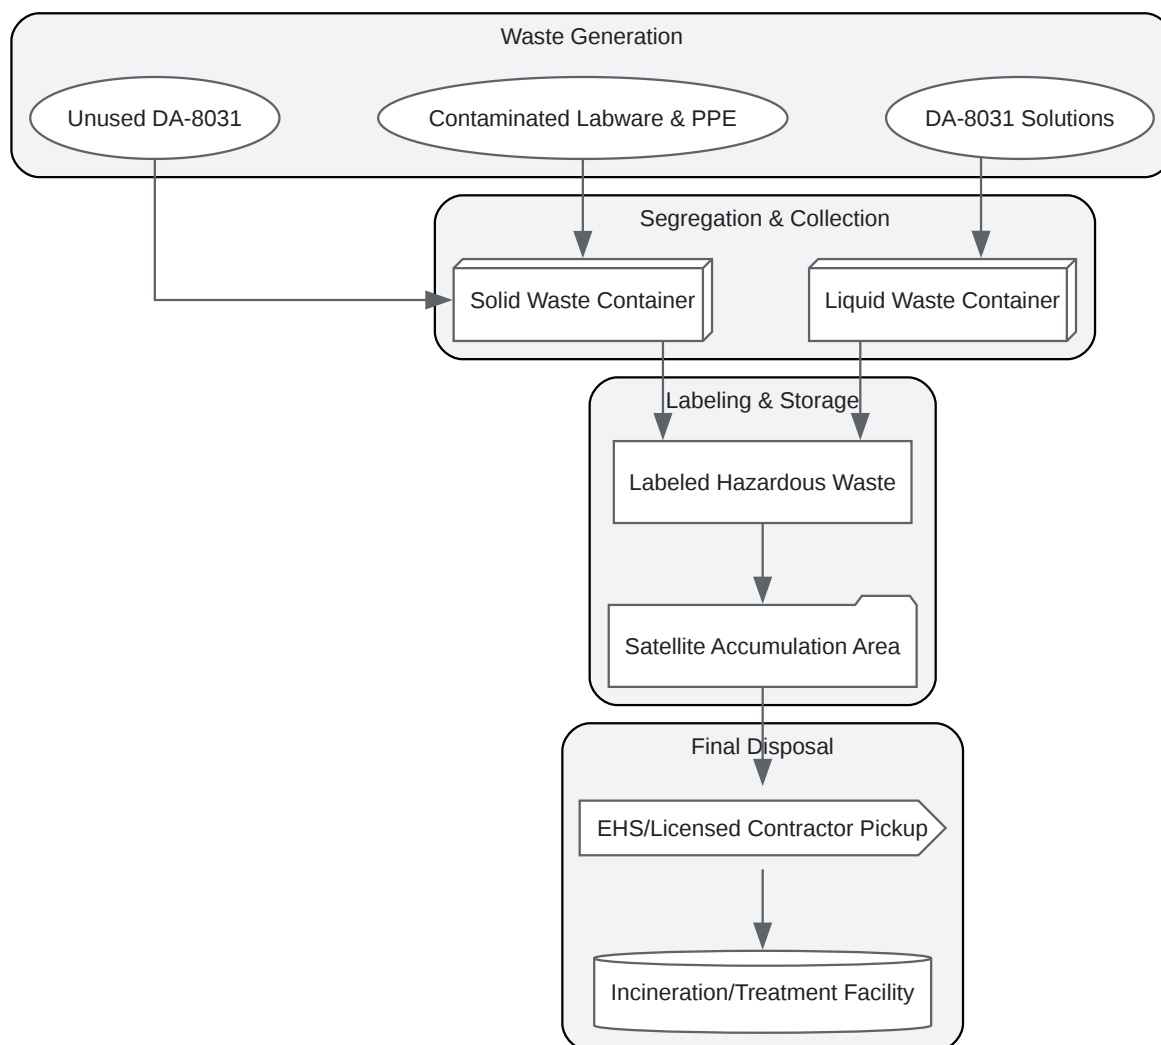 Waste Generation
Unused DA-8031
Contaminated Labware & PPE
DA-8031 Solutions
Segregation & Collection
Solid Waste Container
Liquid Waste Container
Labeling & Storage
Labeled Hazardous Waste
Satellite Accumulation Area
Final Disposal
EHS/Licensed Contractor Pickup
Incineration/Treatment Facility